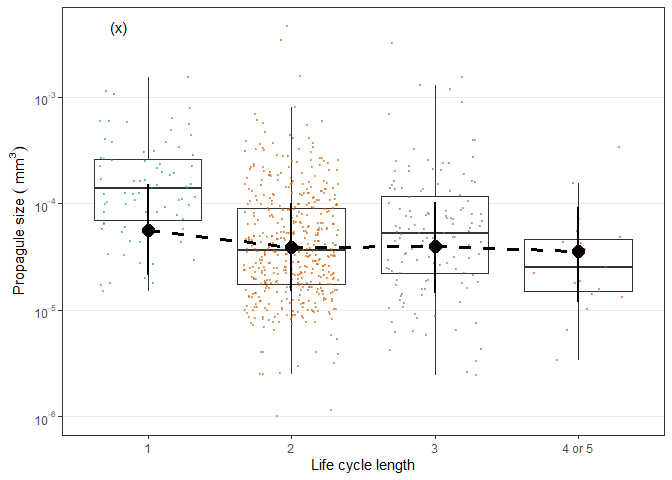 (x)
Propagule size ( mm³)
10⁻³
10⁻⁴
10⁻⁵
10⁻⁶
1 2 3 4 or 5
Life cycle length